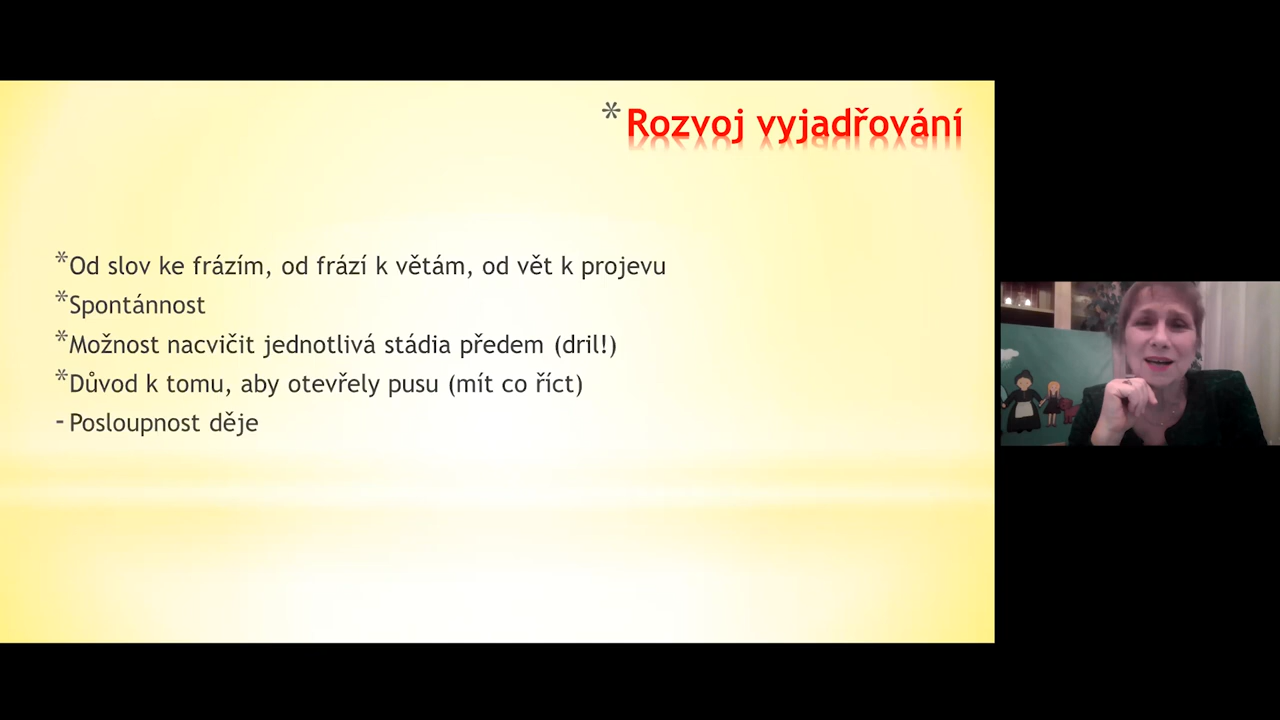 * Rozvoj vyjadřování
* Od slov ke frázím, od frází k větám, od vět k projevu
* Spontánnost
* Možnost nacvičit jednotlivá stádia předem (dril!)
* Důvod k tomu, aby otevřely pusu (mít co říct)
- Posloupnost děje